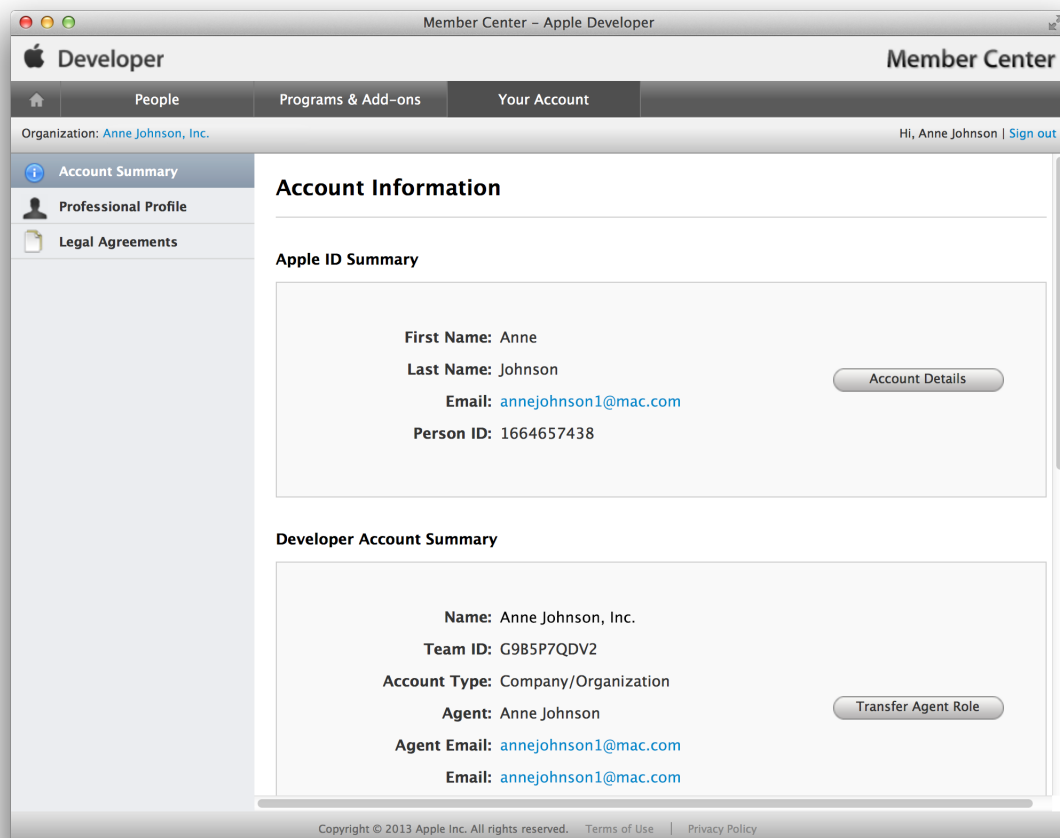 Member Center – Apple Developer
Developer
Member Center
People Programs & Add-ons Your Account
Organization: Anne Johnson, Inc.
Hi, Anne Johnson | Sign out
Account Summary
Professional Profile
Legal Agreements
Account Information
Apple ID Summary
First Name: Anne
Last Name: Johnson
Email: annejohnson1@mac.com
Person ID: 1664657438
Account Details
Developer Account Summary
Name: Anne Johnson, Inc.
Team ID: G9B5P7QDV2
Account Type: Company/Organization
Agent: Anne Johnson
Agent Email: annejohnson1@mac.com
Email: annejohnson1@mac.com
Transfer Agent Role
Copyright © 2013 Apple Inc. All rights reserved. Terms of Use | Privacy Policy